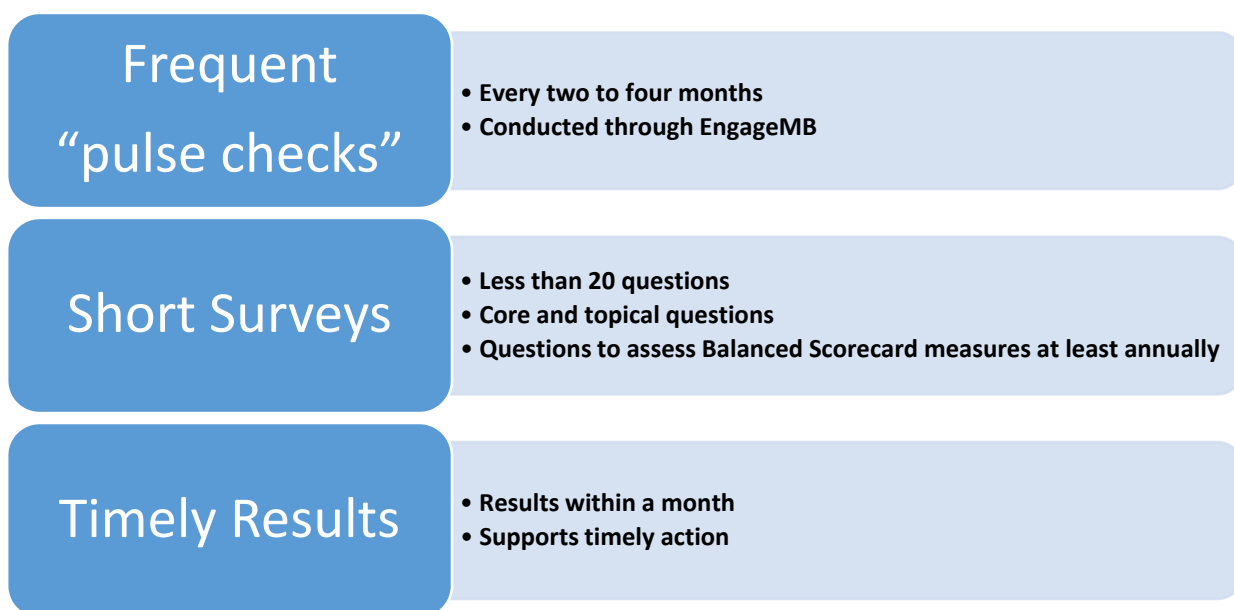 Frequent
“pulse checks”
• Every two to four months
• Conducted through EngageMB
Short Surveys
• Less than 20 questions
• Core and topical questions
• Questions to assess Balanced Scorecard measures at least annually
Timely Results
• Results within a month
• Supports timely action